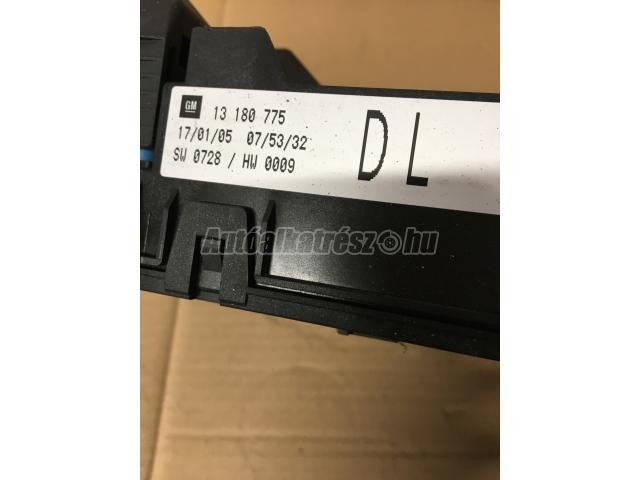 GM 13 180 775
17/01/05 07/53/32
SW 0728 / HW 0009
DL
Autóalkatrész.hu